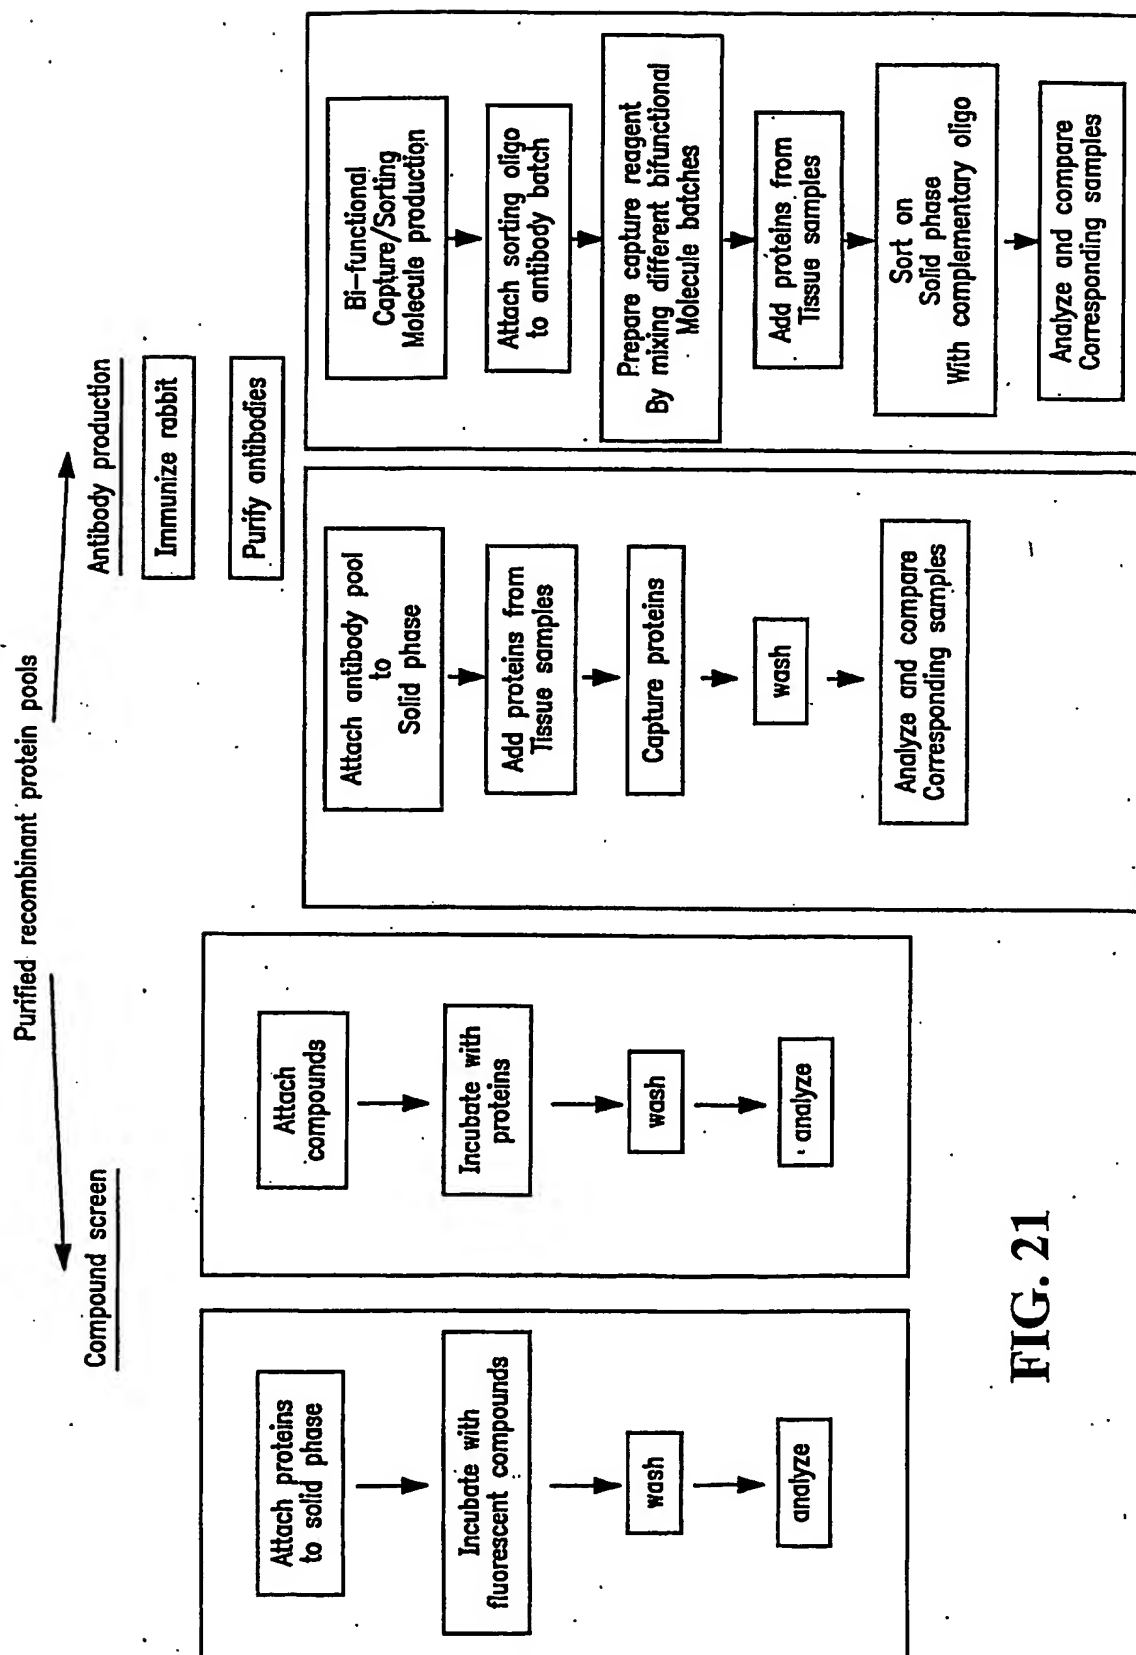 Purified recombinant protein pools
Compound screen
Antibody production
Immunize rabbit
Purify antibodies
Attach proteins
to solid phase
Incubate with
fluorescent compounds
wash
analyze
Attach
compounds
Incubate with
proteins
wash
analyze
Attach antibody pool
to
Solid phase
Add proteins from
Tissue samples
Capture proteins
wash
Analyze and compare
Corresponding samples
Bi-functional
Capture/Sorting
Molecule production
Attach sorting oligo
to antibody batch
Prepare capture reagent
By mixing different bifunctional
Molecule batches
Add proteins from
Tissue samples
Sort on
Solid phase
With complementary oligo
Analyze and compare
Corresponding samples
FIG. 21